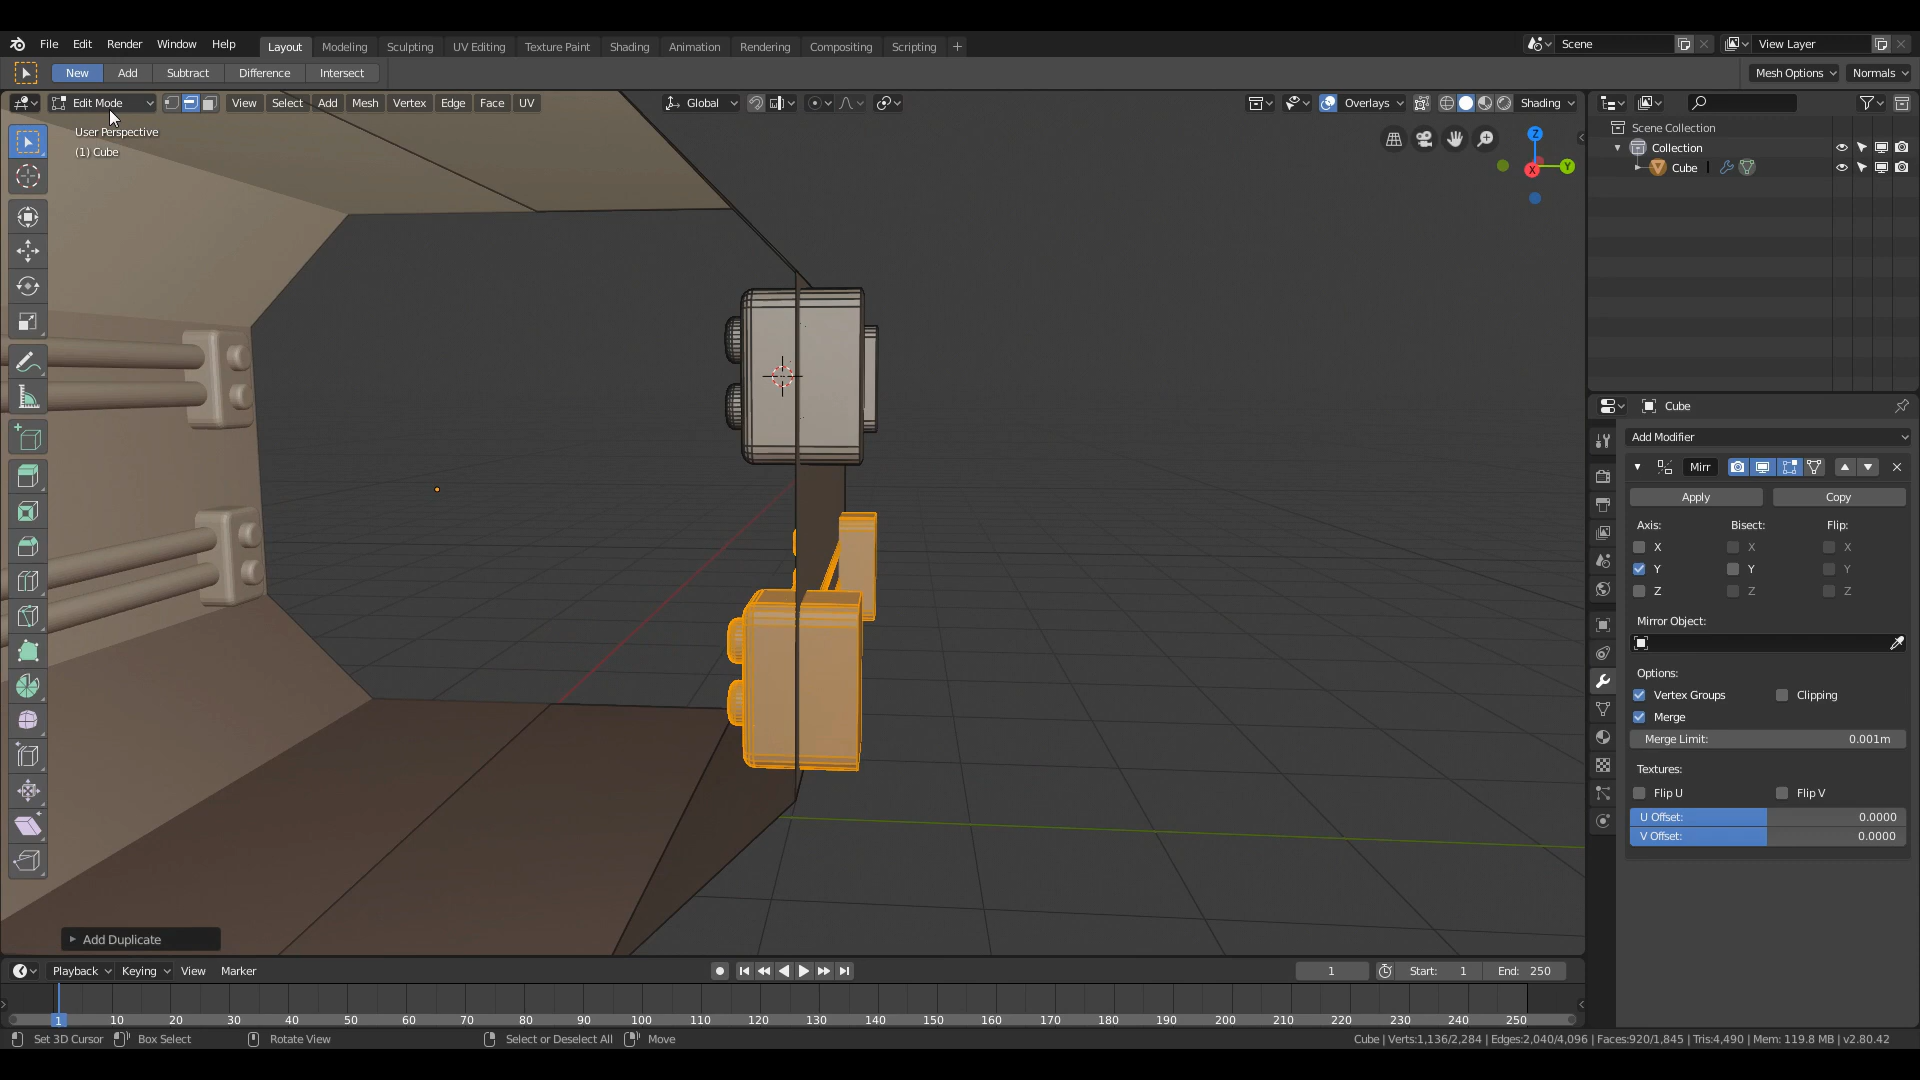 File Edit Render Window Help Layout Modeling Sculpting UV Editing Texture Paint Shading Animation Rendering Compositing Scripting + Scene View Layer
New Add Subtract Difference Intersect Mesh Options Normals
Edit Mode View Select Add Mesh Vertex Edge Face UV Global Overlays Shading
User Perspective
(1) Cube
Z
Y
X
Scene Collection
Collection
Cube
Cube
Add Modifier
Mirr
Apply Copy
Axis: Bisect: Flip:
X X X
Y Y Y
Z Z Z
Mirror Object:
Options:
Vertex Groups Clipping
Merge
Merge Limit: 0.001m
Textures:
Flip U Flip V
U Offset: 0.0000
V Offset: 0.0000
Add Duplicate
Playback Keying View Marker 1 Start: 1 End: 250
1 10 20 30 40 50 60 70 80 90 100 110 120 130 140 150 160 170 180 190 200 210 220 230 240 250
Set 3D Cursor Box Select Rotate View Select or Deselect All Move Cube | Verts:1,136/2,284 | Edges:2,040/4,096 | Faces:920/1,845 | Tris:4,490 | Mem: 119.8 MB | v2.80.42